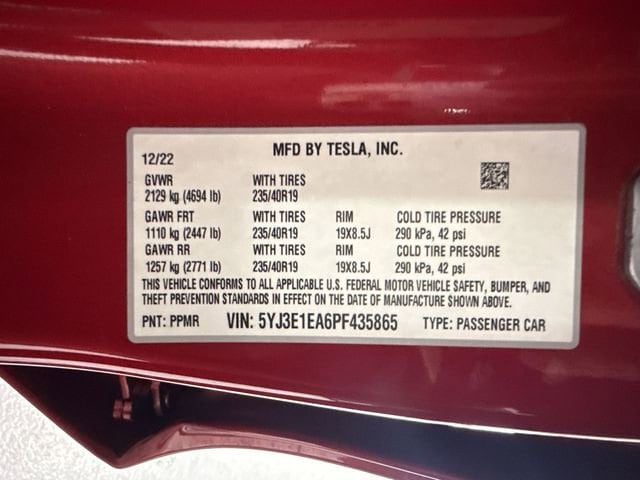 MFD BY TESLA, INC.
12/22
GVWR WITH TIRES
2129 kg (4694 lb) 235/40R19
GAWR FRT WITH TIRES RIM COLD TIRE PRESSURE
1110 kg (2447 lb) 235/40R19 19X8.5J 290 kPa, 42 psi
GAWR RR WITH TIRES RIM COLD TIRE PRESSURE
1257 kg (2771 lb) 235/40R19 19X8.5J 290 kPa, 42 psi
THIS VEHICLE CONFORMS TO ALL APPLICABLE U.S. FEDERAL MOTOR VEHICLE SAFETY, BUMPER, AND
THEFT PREVENTION STANDARDS IN EFFECT ON THE DATE OF MANUFACTURE SHOWN ABOVE.
PNT: PPMR VIN: 5YJ3E1EA6PF435865 TYPE: PASSENGER CAR